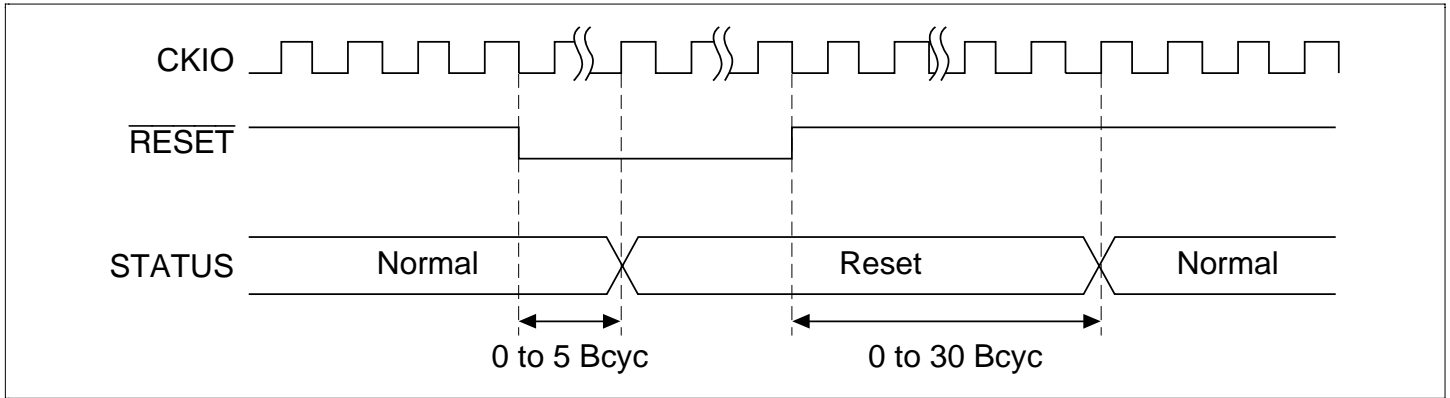 CKIO
RESET
STATUS Normal Reset Normal
0 to 5 Bcyc 0 to 30 Bcyc